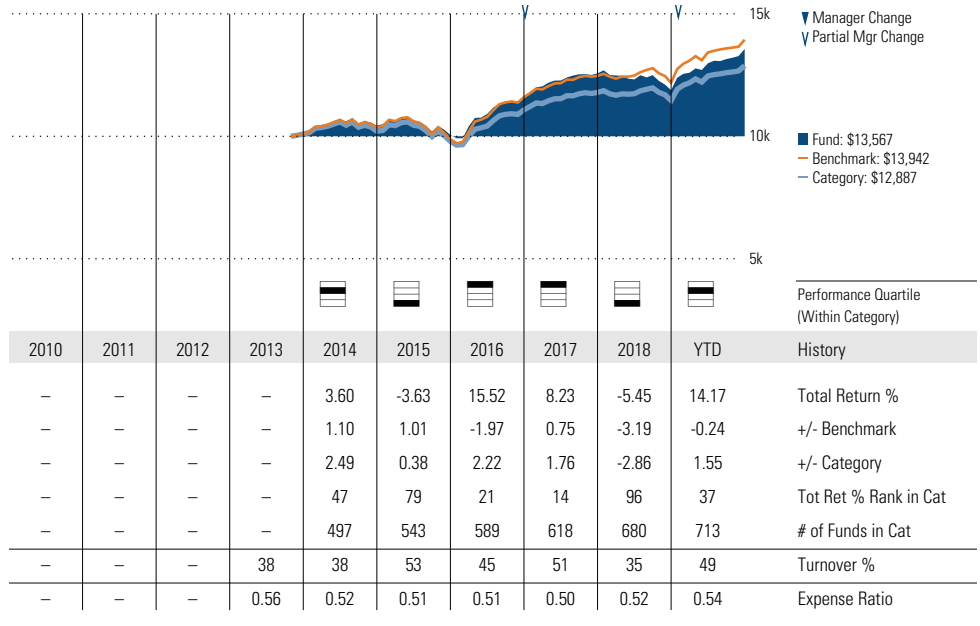 15k
▼ Manager Change
V Partial Mgr Change
10k
Fund: $13,567
Benchmark: $13,942
Category: $12,887
5k
Performance Quartile
(Within Category)
2010 2011 2012 2013 2014 2015 2016 2017 2018 YTD History
– – – – 3.60 -3.63 15.52 8.23 -5.45 14.17 Total Return %
– – – – 1.10 1.01 -1.97 0.75 -3.19 -0.24 +/- Benchmark
– – – – 2.49 0.38 2.22 1.76 -2.86 1.55 +/- Category
– – – – 47 79 21 14 96 37 Tot Ret % Rank in Cat
– – – – 497 543 589 618 680 713 # of Funds in Cat
– – – 38 38 53 45 51 35 49 Turnover %
– – – 0.56 0.52 0.51 0.51 0.50 0.52 0.54 Expense Ratio